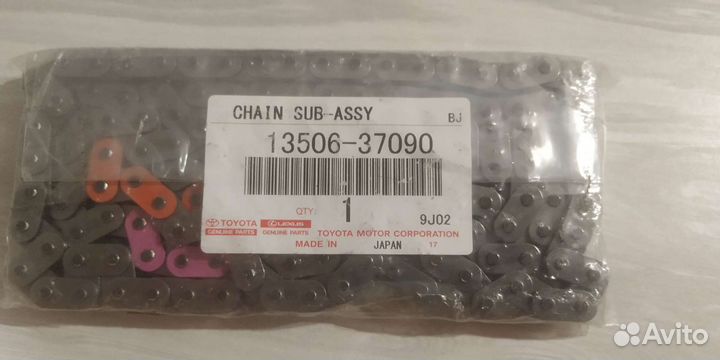 CHAIN SUB-ASSY BJ
13506-37090
QTY: 1 9J02
TOYOTA LEXUS
GENUINE PARTS GENUINE PARTS TOYOTA MOTOR CORPORATION
MADE IN JAPAN 17
Avito